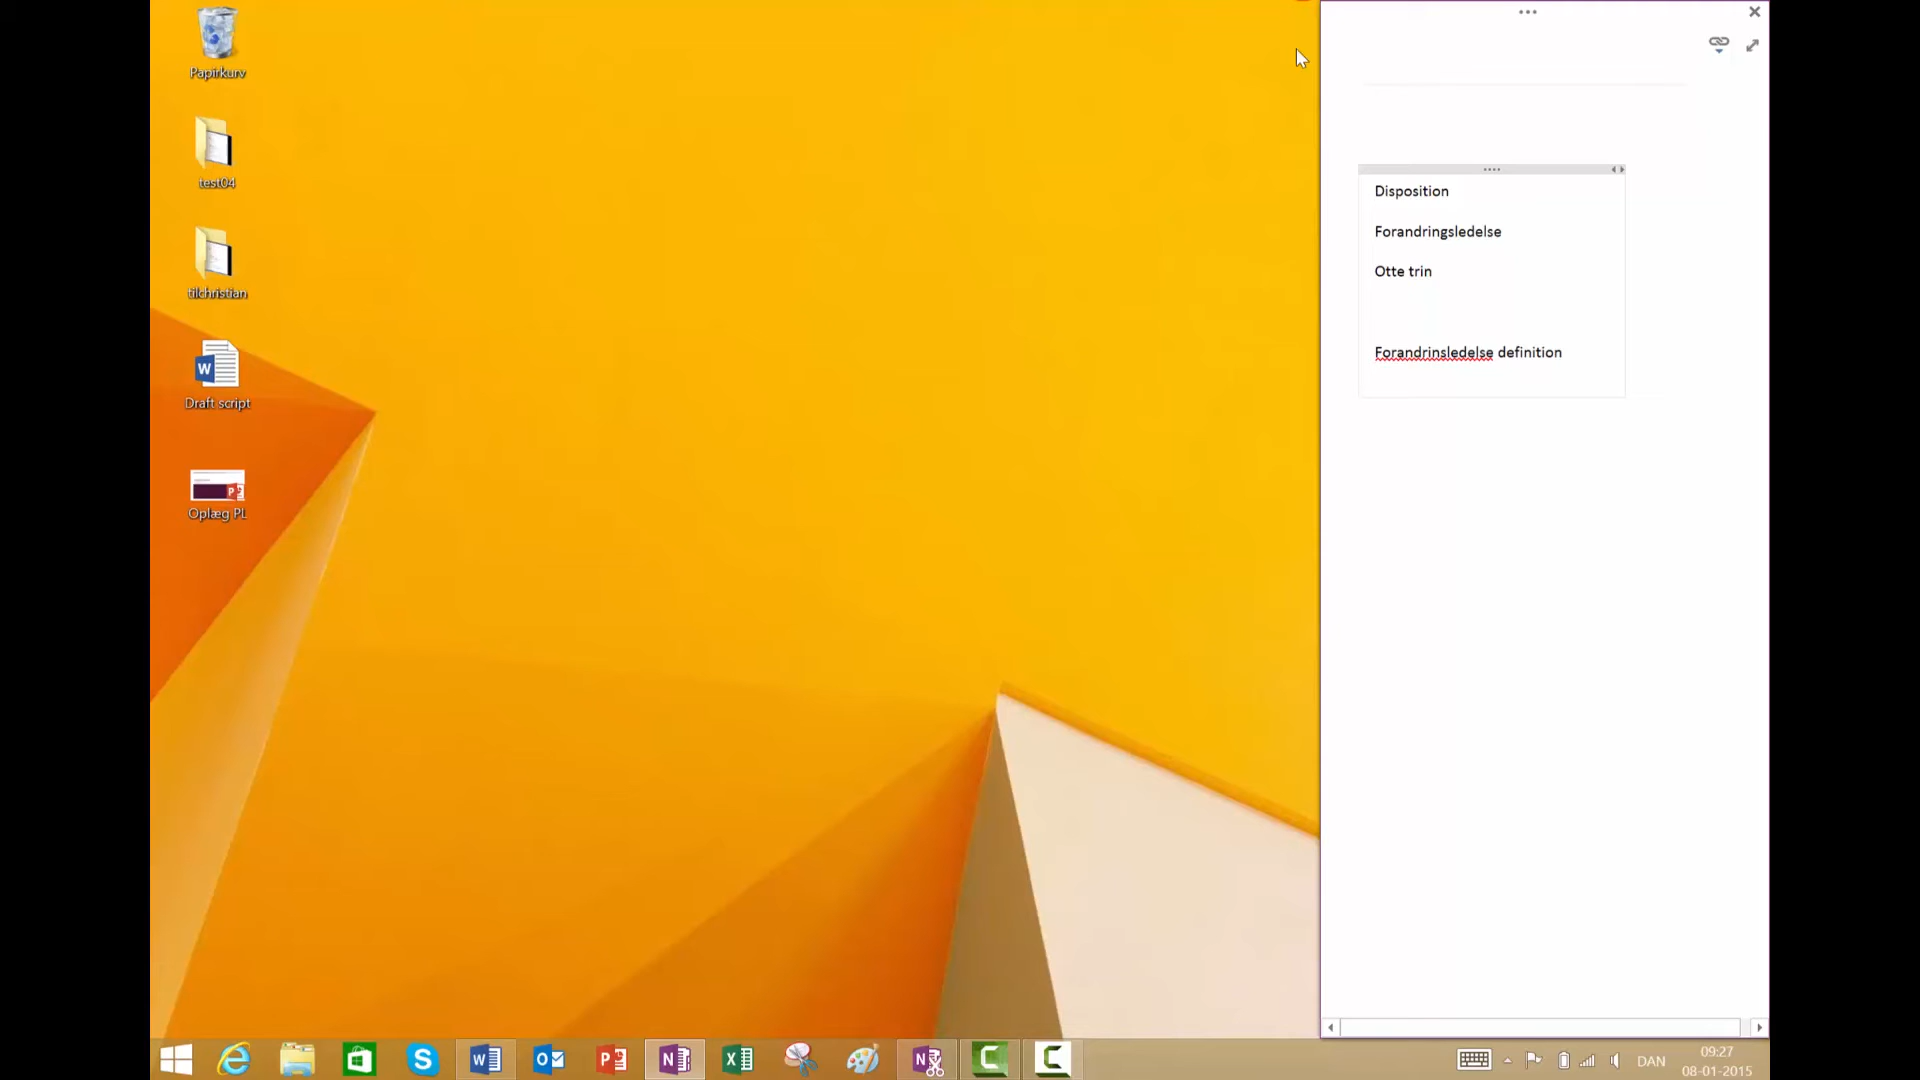 Papirkurv
test04
tilchristian
Draft script
Oplæg PL
Disposition
Forandringsledelse
Otte trin
Forandrinsledelse definition
DAN
09:27
08-01-2015